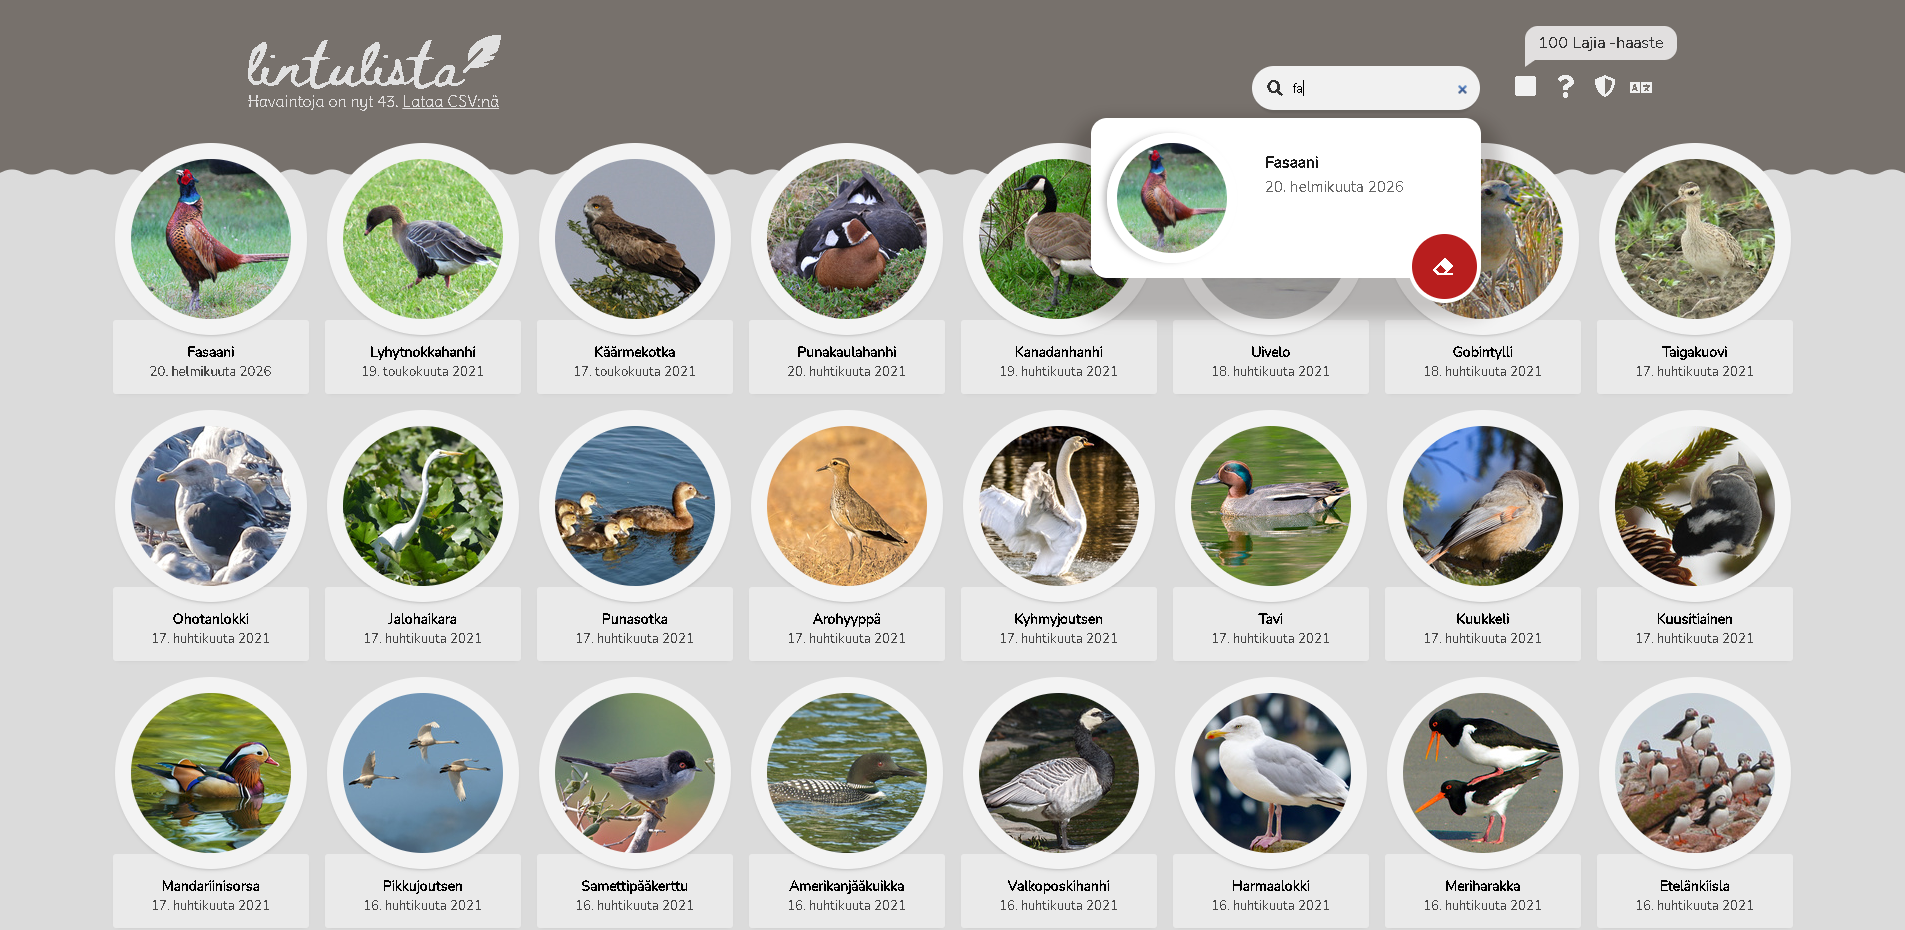 lintulista
Havaintoja on nyt 43. Lataa CSV:nä
100 Lajia -haaste
fa
Fasaani
20. helmikuuta 2026
Fasaani
20. helmikuuta 2026
Lyhytnokkahanhi
19. toukokuuta 2021
Käärmekotka
17. toukokuuta 2021
Punakaulahanhi
20. huhtikuuta 2021
Kanadanhanhi
19. huhtikuuta 2021
Uivelo
18. huhtikuuta 2021
Gobintylli
18. huhtikuuta 2021
Taigakuovi
17. huhtikuuta 2021
Ohotanlokki
17. huhtikuuta 2021
Jalohaikara
17. huhtikuuta 2021
Punasotka
17. huhtikuuta 2021
Arohyyppä
17. huhtikuuta 2021
Kyhmyjoutsen
17. huhtikuuta 2021
Tavi
17. huhtikuuta 2021
Kuukkeli
17. huhtikuuta 2021
Kuusitiainen
17. huhtikuuta 2021
Mandariinisorsa
17. huhtikuuta 2021
Pikkujoutsen
16. huhtikuuta 2021
Samettipääkerttu
16. huhtikuuta 2021
Amerikanjääkuikka
16. huhtikuuta 2021
Valkoposkihanhi
16. huhtikuuta 2021
Harmaalokki
16. huhtikuuta 2021
Meriharakka
16. huhtikuuta 2021
Etelänkiisla
16. huhtikuuta 2021